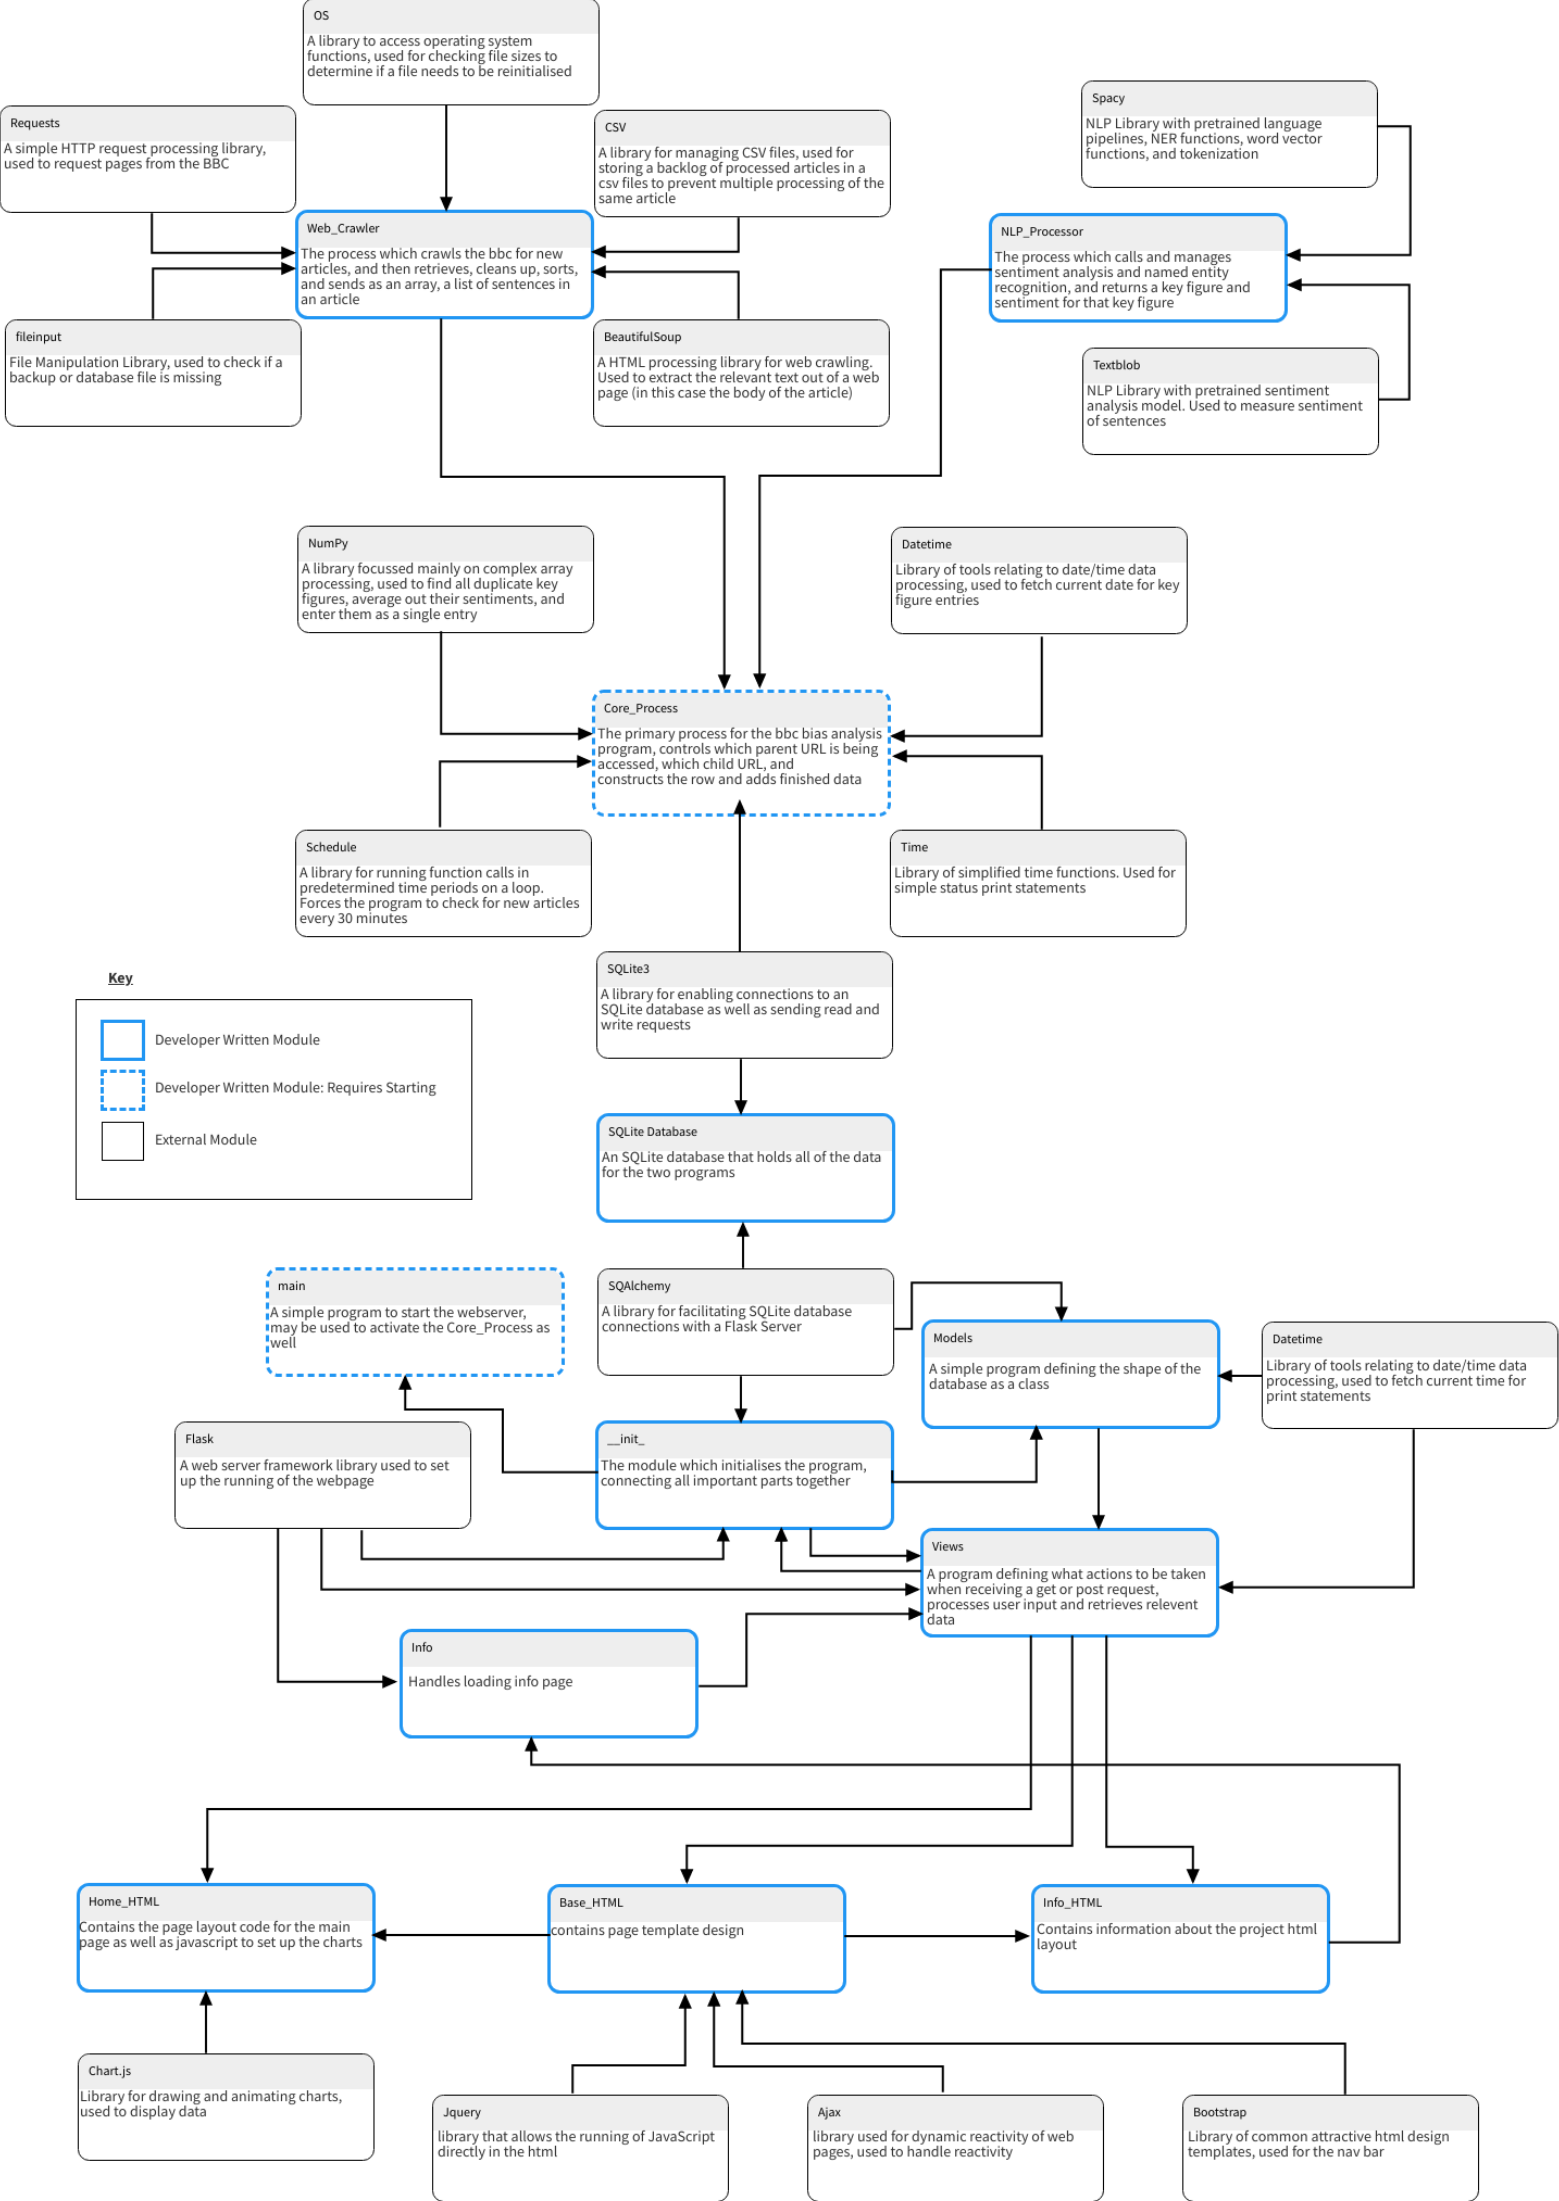 OS
A library to access operating system
functions, used for checking file sizes to
determine if a file needs to be reinitialised
Requests
A simple HTTP request processing library,
used to request pages from the BBC
CSV
A library for managing CSV files, used for
storing a backlog of processed articles in a
csv files to prevent multiple processing of the
same article
Spacy
NLP Library with pretrained language
pipelines, NER functions, word vector
functions, and tokenization
Web_Crawler
The process which crawls the bbc for new
articles, and then retrieves, cleans up, sorts,
and sends as an array, a list of sentences in
an article
NLP_Processor
The process which calls and manages
sentiment analysis and named entity
recognition, and returns a key figure and
sentiment for that key figure
fileinput
File Manipulation Library, used to check if a
backup or database file is missing
BeautifulSoup
A HTML processing library for web crawling.
Used to extract the relevant text out of a web
page (in this case the body of the article)
Textblob
NLP Library with pretrained sentiment
analysis model. Used to measure sentiment
of sentences
NumPy
A library focussed mainly on complex array
processing, used to find all duplicate key
figures, average out their sentiments, and
enter them as a single entry
Datetime
Library of tools relating to date/time data
processing, used to fetch current date for key
figure entries
Core_Process
The primary process for the bbc bias analysis
program, controls which parent URL is being
accessed, which child URL, and
constructs the row and adds finished data
Schedule
A library for running function calls in
predetermined time periods on a loop.
Forces the program to check for new articles
every 30 minutes
Time
Library of simplified time functions. Used for
simple status print statements
SQLite3
A library for enabling connections to an
SQLite database as well as sending read and
write requests
Key
Developer Written Module
Developer Written Module: Requires Starting
External Module
SQLite Database
An SQLite database that holds all of the data
for the two programs
main
A simple program to start the webserver,
may be used to activate the Core_Process as
well
SQAlchemy
A library for facilitating SQLite database
connections with a Flask Server
Models
A simple program defining the shape of the
database as a class
Datetime
Library of tools relating to date/time data
processing, used to fetch current time for
print statements
Flask
A web server framework library used to set
up the running of the webpage
__init_
The module which initialises the program,
connecting all important parts together
Views
A program defining what actions to be taken
when receiving a get or post request,
processes user input and retrieves relevent
data
Info
Handles loading info page
Home_HTML
Contains the page layout code for the main
page as well as javascript to set up the charts
Base_HTML
contains page template design
Info_HTML
Contains information about the project html
layout
Chart.js
Library for drawing and animating charts,
used to display data
Jquery
library that allows the running of JavaScript
directly in the html
Ajax
library used for dynamic reactivity of web
pages, used to handle reactivity
Bootstrap
Library of common attractive html design
templates, used for the nav bar